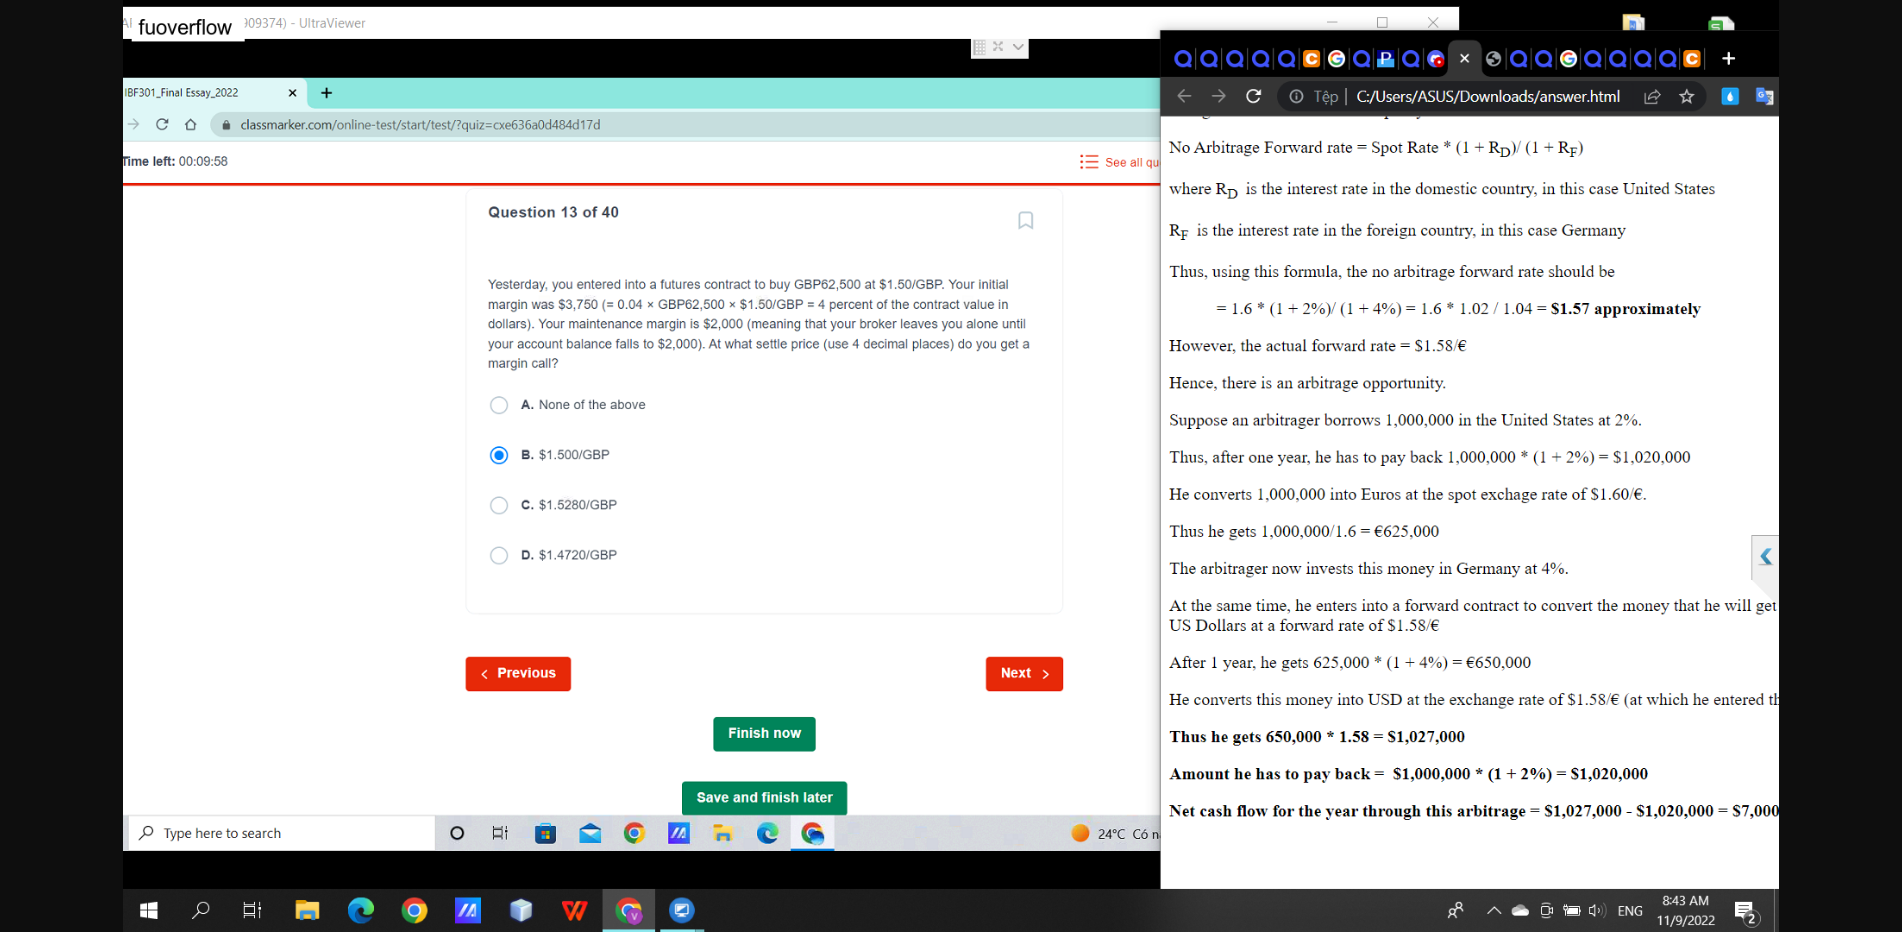 fuoverflow
909374) - UltraViewer
IBF301_Final Essay_2022
classmarker.com/online-test/start/test/?quiz=cxe636a0d484d17d
Time left: 00:09:58
See all qu
Question 13 of 40
Yesterday, you entered into a futures contract to buy GBP62,500 at $1.50/GBP. Your initial
margin was $3,750 (= 0.04 × GBP62,500 × $1.50/GBP = 4 percent of the contract value in
dollars). Your maintenance margin is $2,000 (meaning that your broker leaves you alone until
your account balance falls to $2,000). At what settle price (use 4 decimal places) do you get a
margin call?
A. None of the above
B. $1.500/GBP
C. $1.5280/GBP
D. $1.4720/GBP
< Previous
Next >
Finish now
Save and finish later
Type here to search
24°C Có n
Tệp | C:/Users/ASUS/Downloads/answer.html
No Arbitrage Forward rate = Spot Rate * (1 + RD)/ (1 + RF)
where RD is the interest rate in the domestic country, in this case United States
RF is the interest rate in the foreign country, in this case Germany
Thus, using this formula, the no arbitrage forward rate should be
= 1.6 * (1 + 2%)/ (1 + 4%) = 1.6 * 1.02 / 1.04 = $1.57 approximately
However, the actual forward rate = $1.58/€
Hence, there is an arbitrage opportunity.
Suppose an arbitrager borrows 1,000,000 in the United States at 2%.
Thus, after one year, he has to pay back 1,000,000 * (1 + 2%) = $1,020,000
He converts 1,000,000 into Euros at the spot exchage rate of $1.60/€.
Thus he gets 1,000,000/1.6 = €625,000
The arbitrager now invests this money in Germany at 4%.
At the same time, he enters into a forward contract to convert the money that he will get
US Dollars at a forward rate of $1.58/€
After 1 year, he gets 625,000 * (1 + 4%) = €650,000
He converts this money into USD at the exchange rate of $1.58/€ (at which he entered th
Thus he gets 650,000 * 1.58 = $1,027,000
Amount he has to pay back = $1,000,000 * (1 + 2%) = $1,020,000
Net cash flow for the year through this arbitrage = $1,027,000 - $1,020,000 = $7,000
ENG
8:43 AM
11/9/2022
2